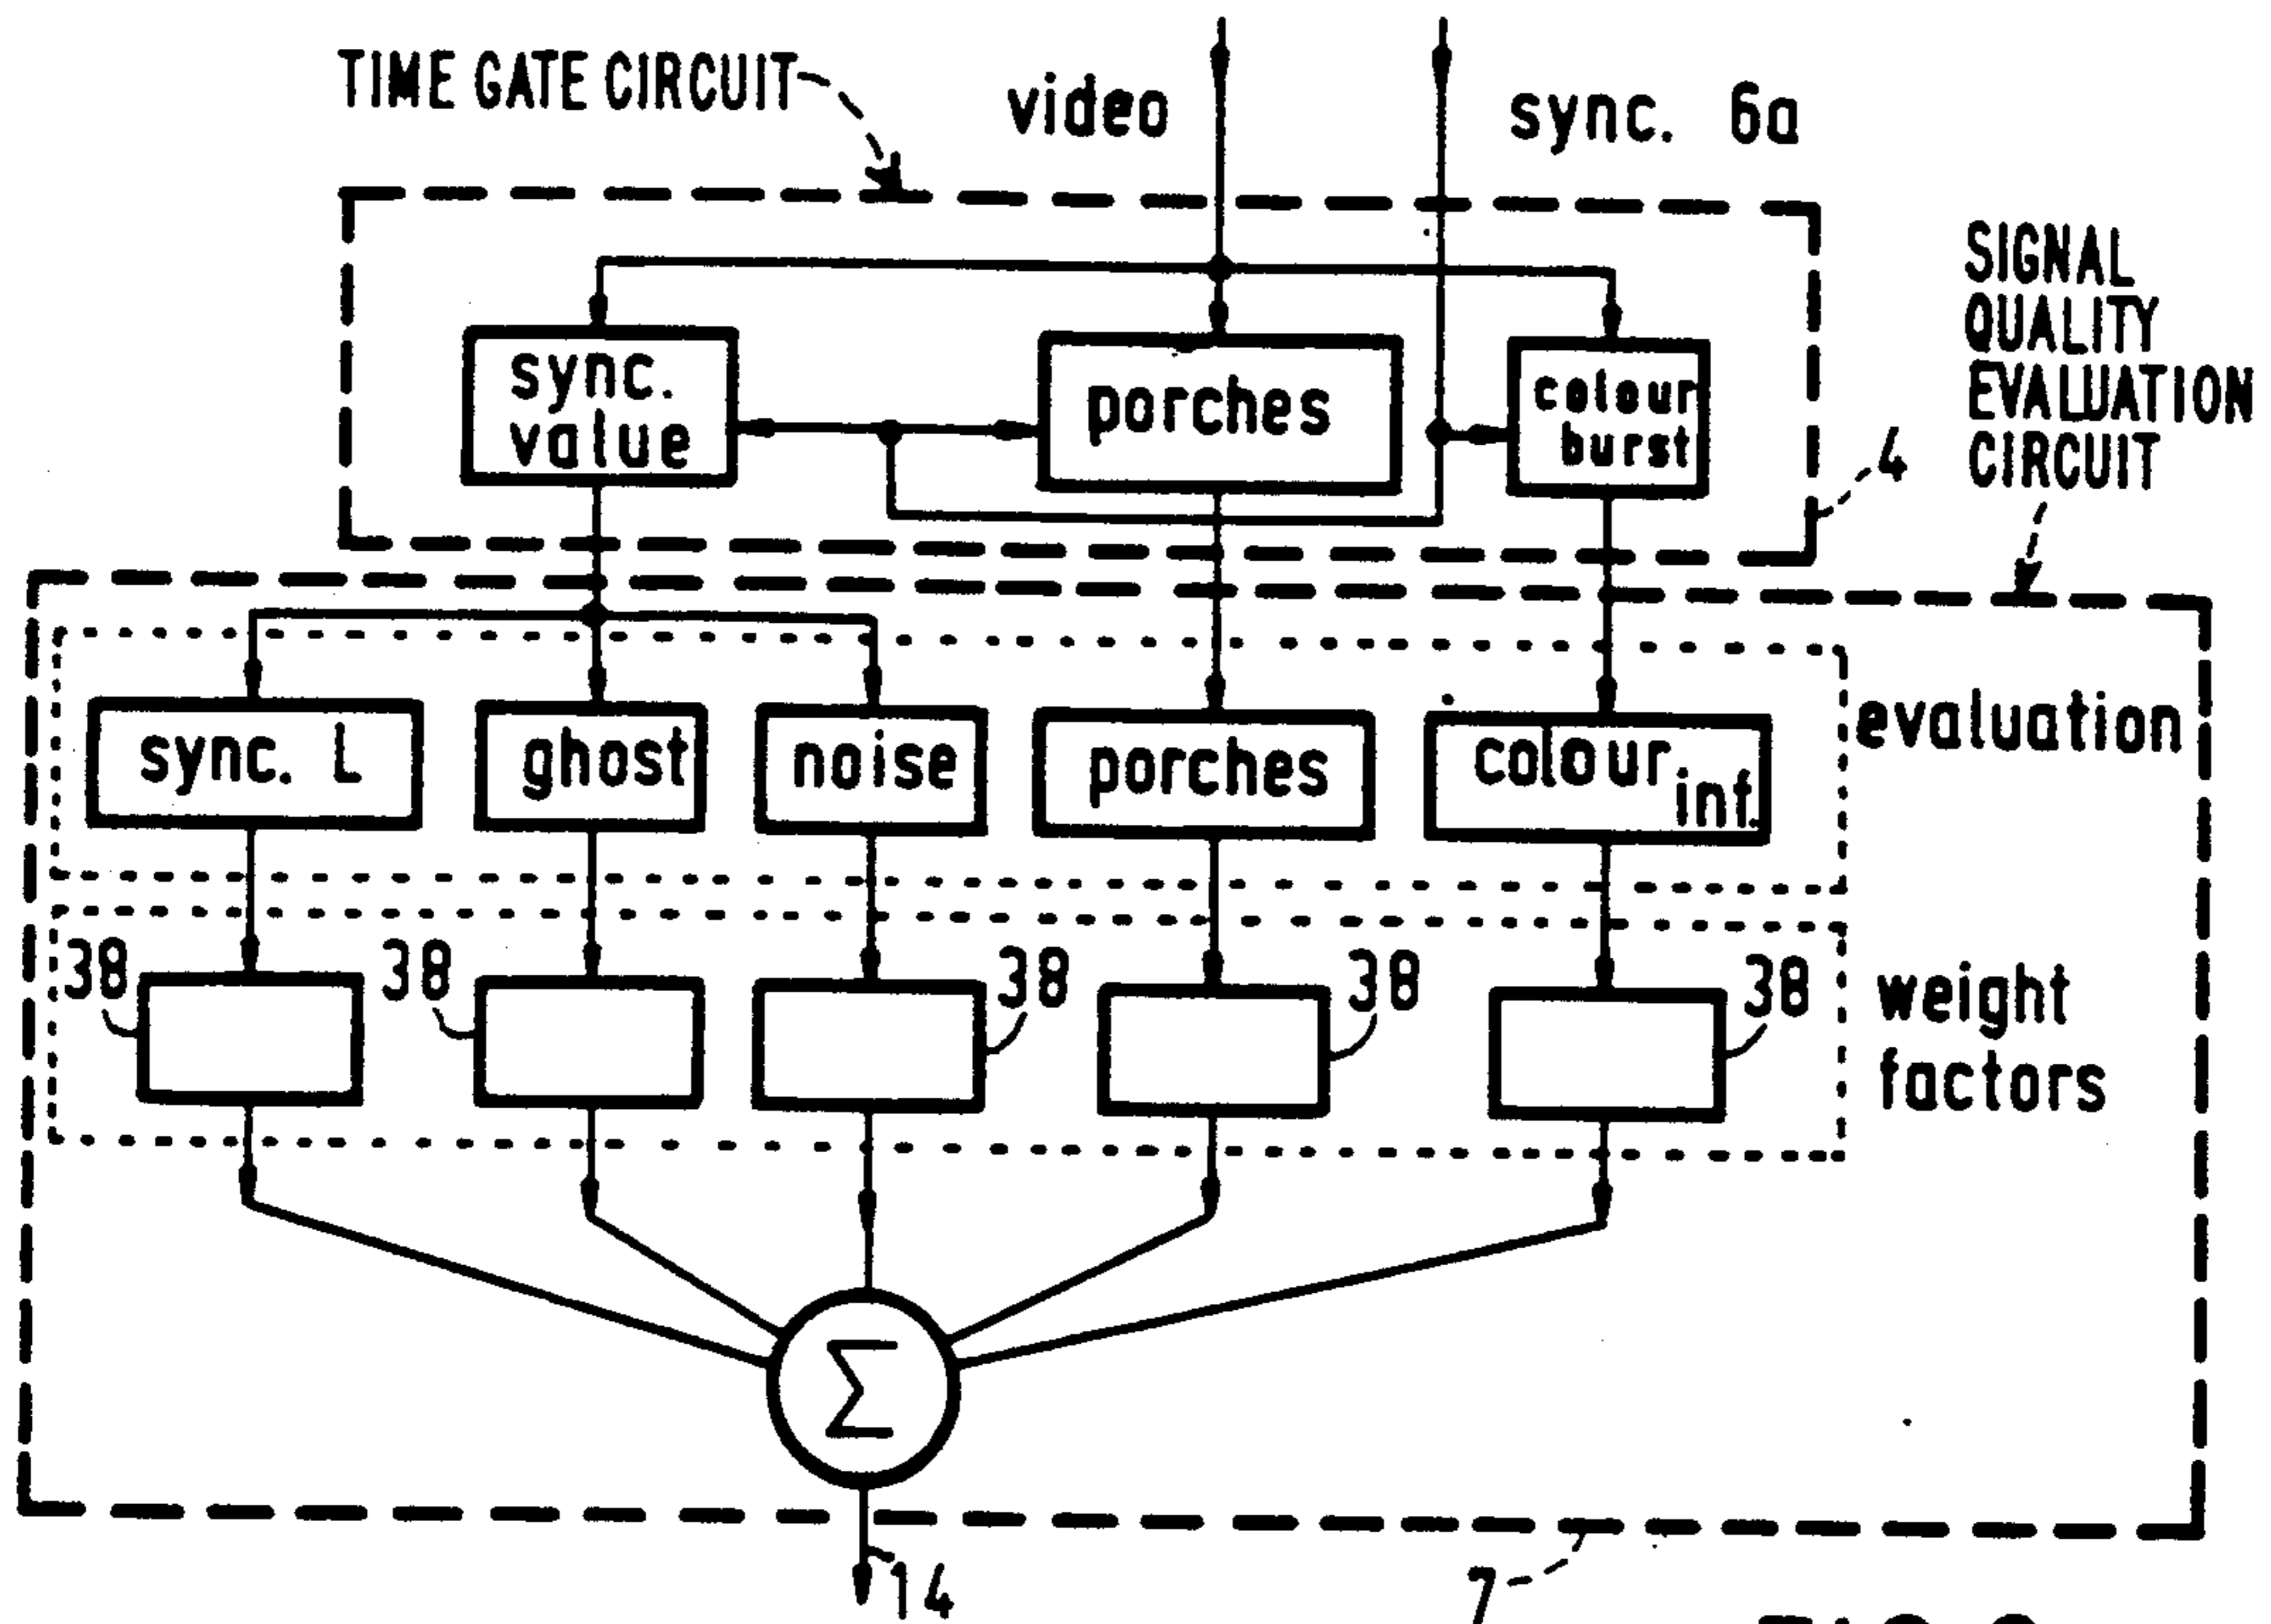 TIME GATE CIRCUIT
video
sync. 6a
SIGNAL
QUALITY
EVALUATION
CIRCUIT
sync.
value
porches
colour
burst
4
sync. L
ghost
noise
porches
colour inf.
evaluation
38
38
38
38
38
weight
factors
Σ
14
7